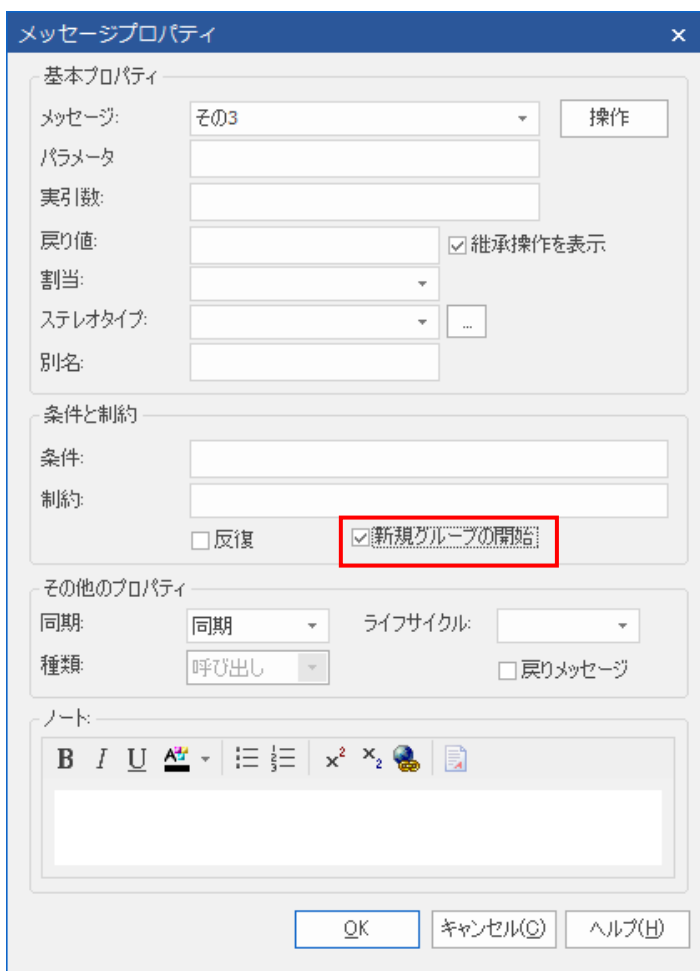 メッセージプロパティ ×
基本プロパティ
メッセージ: その3 操作
パラメータ
実引数:
戻り値: 継承操作を表示
割当:
ステレオタイプ: ...
別名:
条件と制約
条件:
制約:
反復 新規グループの開始
その他のプロパティ
同期: 同期 ライフサイクル:
種類: 呼び出し 戻りメッセージ
ノート:
B I U A x² x₂
OK キャンセル(C) ヘルプ(H)